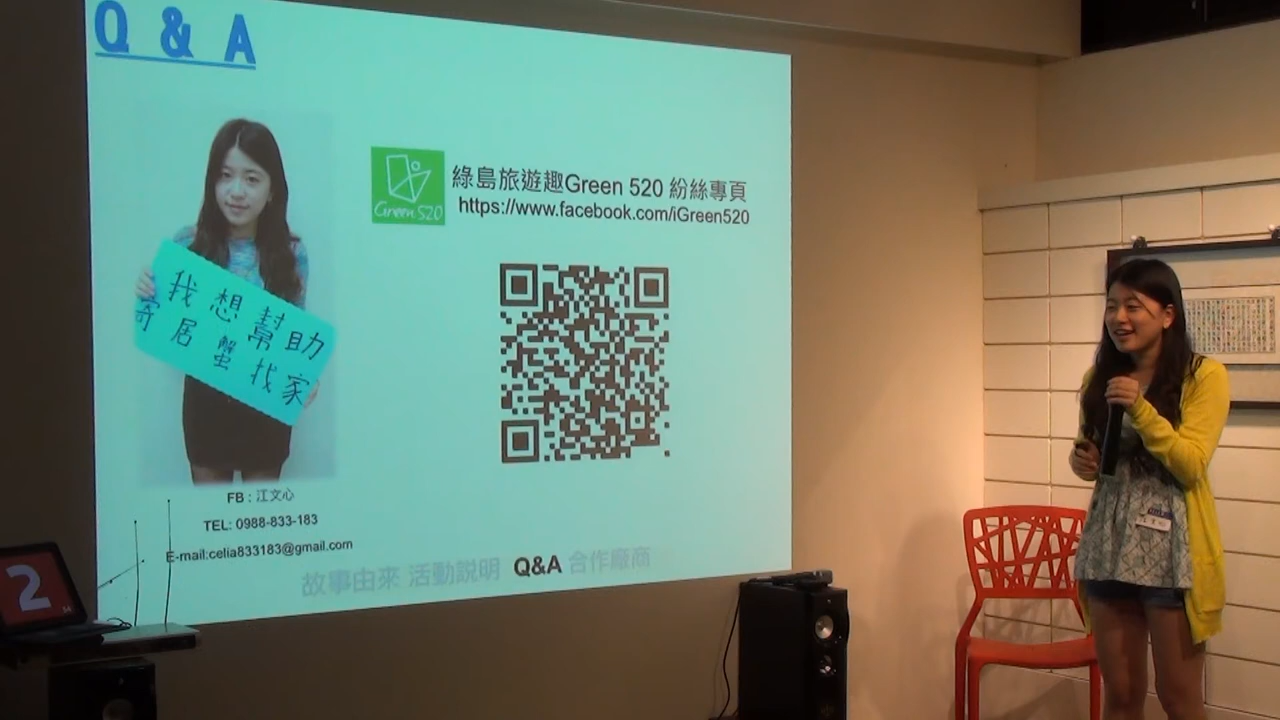 Q & A
綠島旅遊趣Green 520 紛絲專頁
https://www.facebook.com/iGreen520
Green 520
我想幫助
寄居蟹找家
FB : 江文心
TEL: 0988-833-183
E-mail:celia833183@gmail.com
故事由來 活動説明 Q&A 合作廠商
2